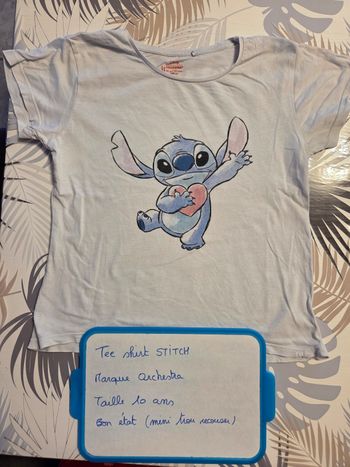 Tee shirt STITCH
Marque Orchestra
Taille 10 ans
Bon état (mini trou recousu)